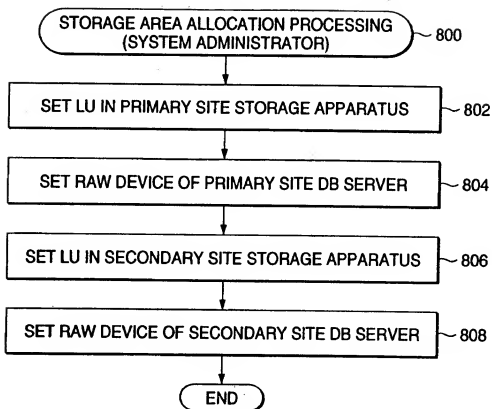 STORAGE AREA ALLOCATION PROCESSING
(SYSTEM ADMINISTRATOR)
800
SET LU IN PRIMARY SITE STORAGE APPARATUS
802
SET RAW DEVICE OF PRIMARY SITE DB SERVER
804
SET LU IN SECONDARY SITE STORAGE APPARATUS
806
SET RAW DEVICE OF SECONDARY SITE DB SERVER
808
END